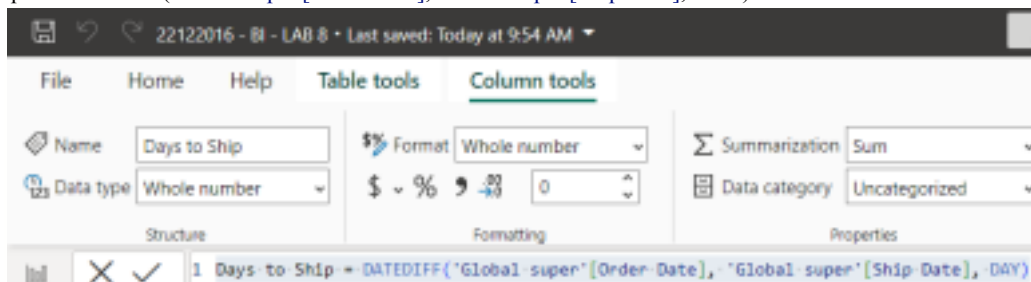 22122016 - BI - LAB 8 • Last saved: Today at 9:54 AM
File Home Help Table tools Column tools
Name Days to Ship Format Whole number Summarization Sum
Data type Whole number $ % 0 Data category Uncategorized
Structure Formatting Properties
1 Days to Ship = DATEDIFF('Global super'[Order Date], 'Global super'[Ship Date], DAY)